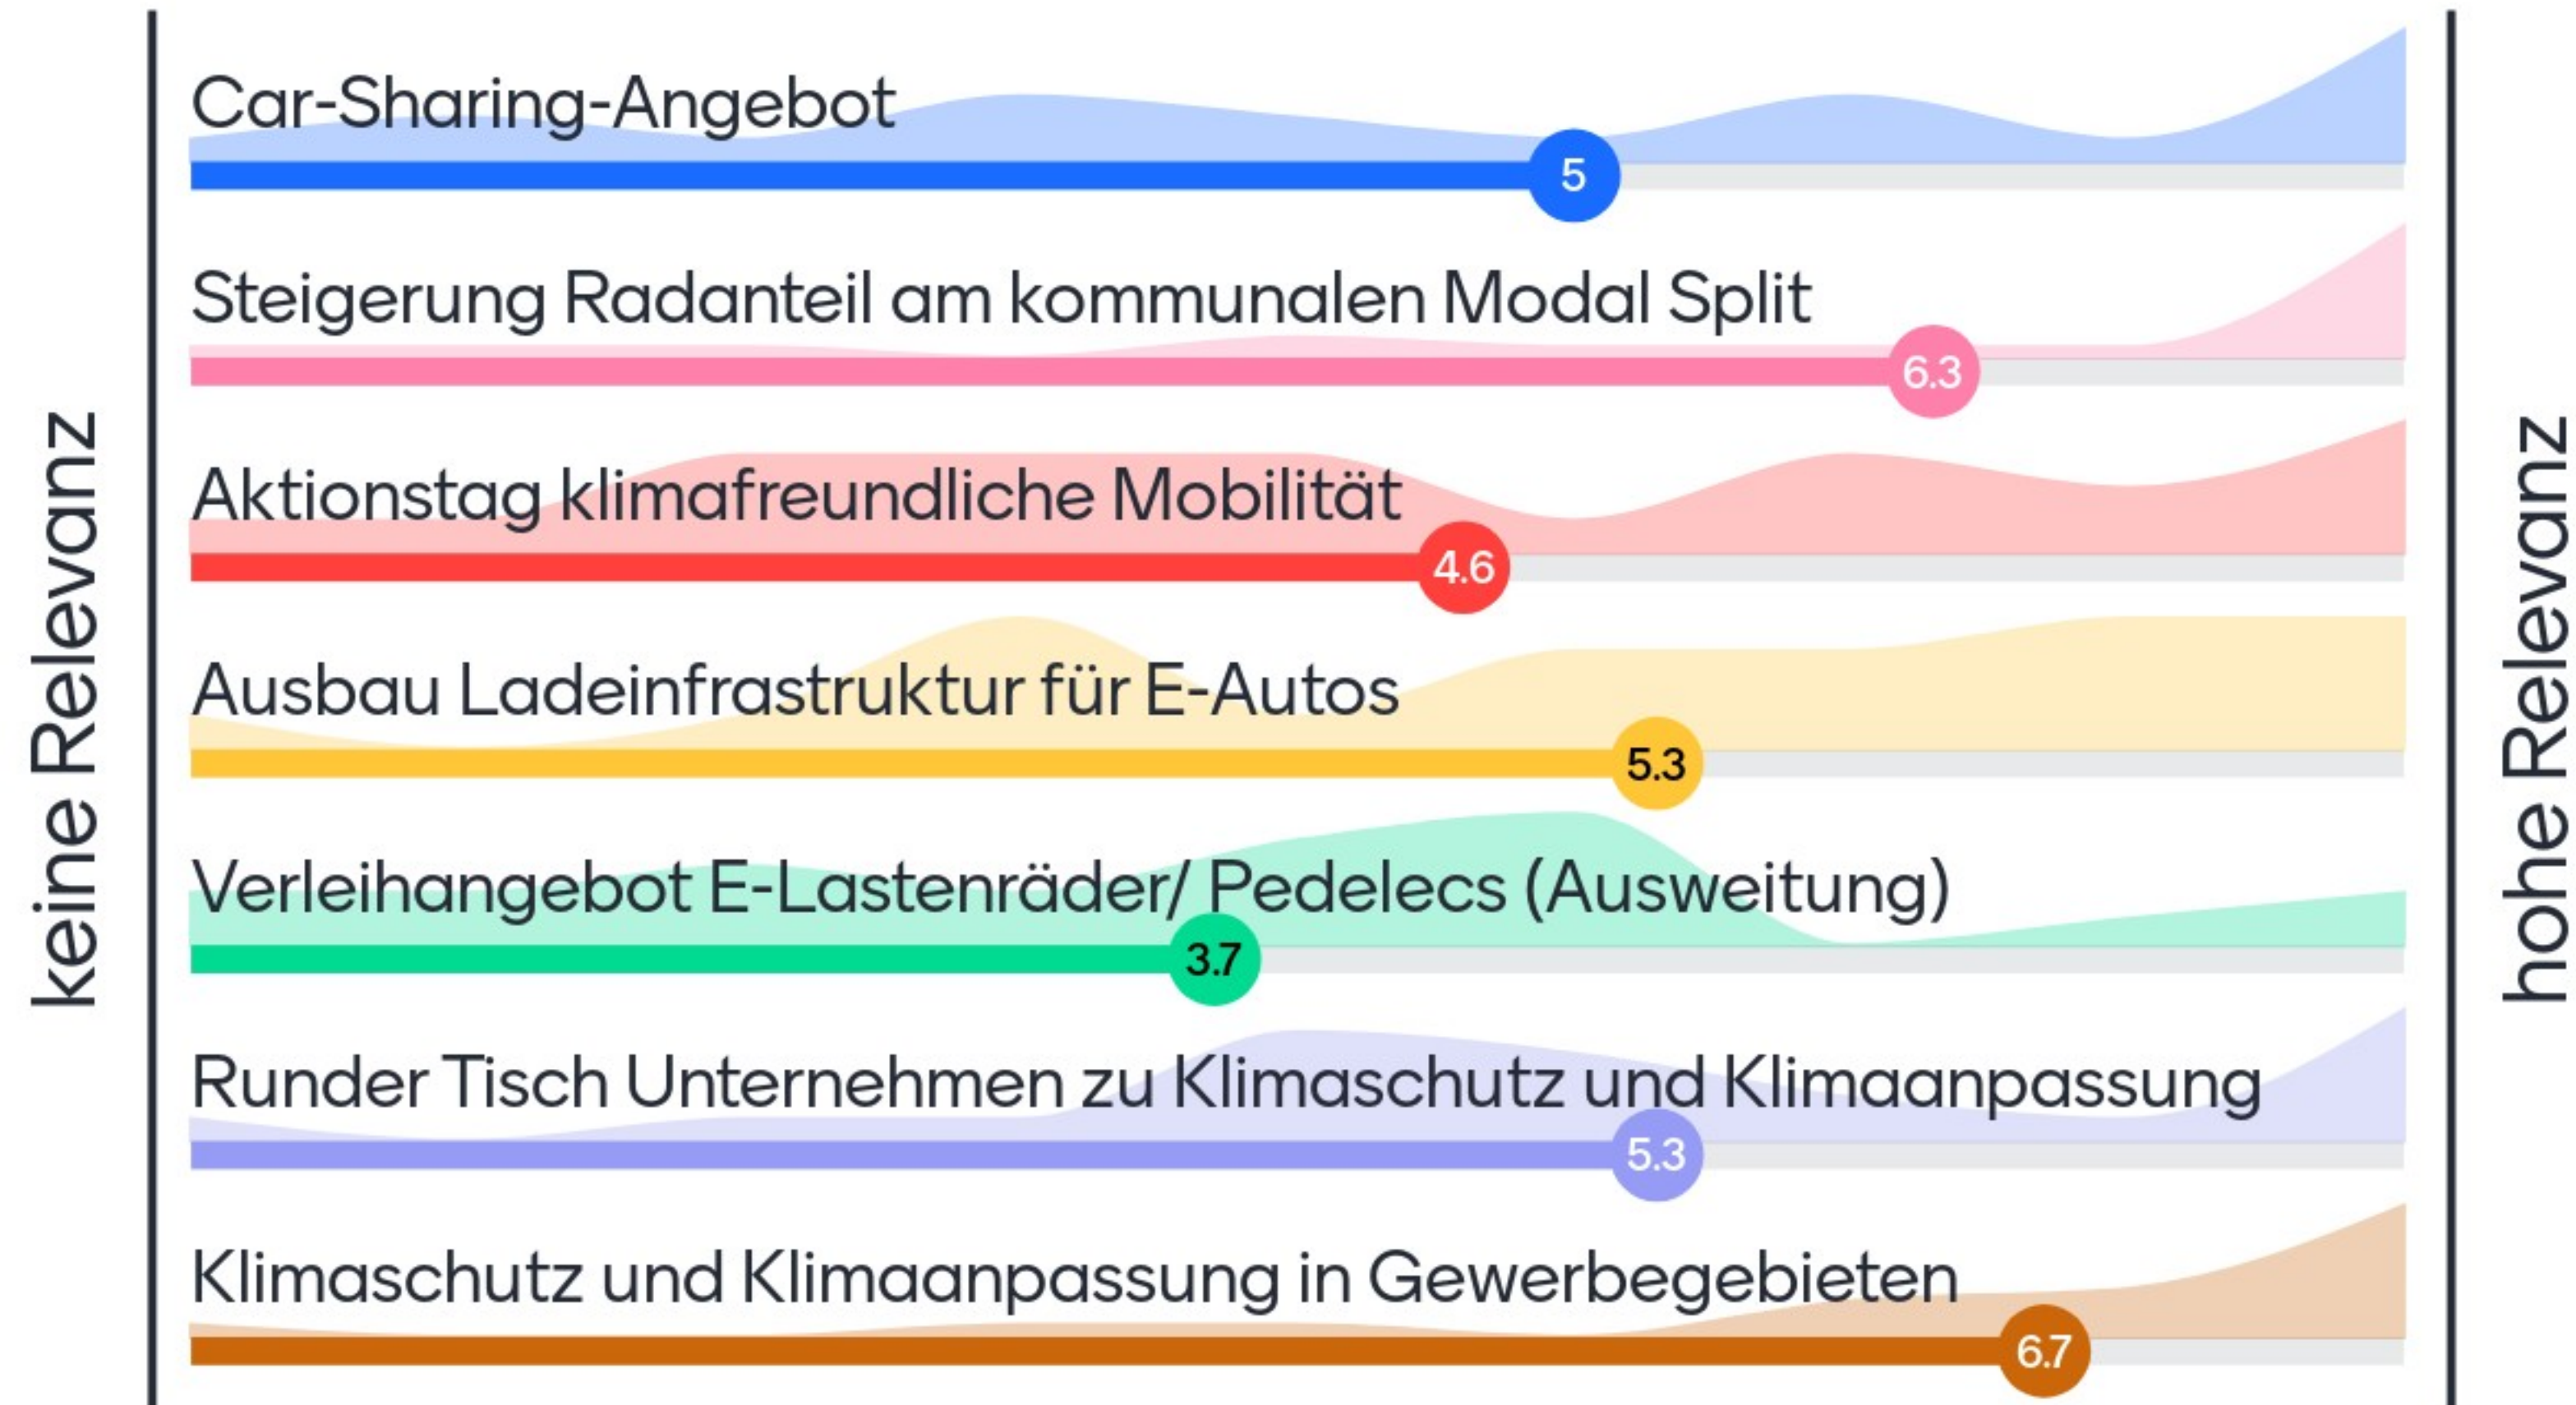 keine Relevanz
Car-Sharing-Angebot
5
Steigerung Radanteil am kommunalen Modal Split
6.3
Aktionstag klimafreundliche Mobilität
4.6
Ausbau Ladeinfrastruktur für E-Autos
5.3
Verleihangebot E-Lastenräder/ Pedelecs (Ausweitung)
3.7
Runder Tisch Unternehmen zu Klimaschutz und Klimaanpassung
5.3
Klimaschutz und Klimaanpassung in Gewerbegebieten
6.7
hohe Relevanz